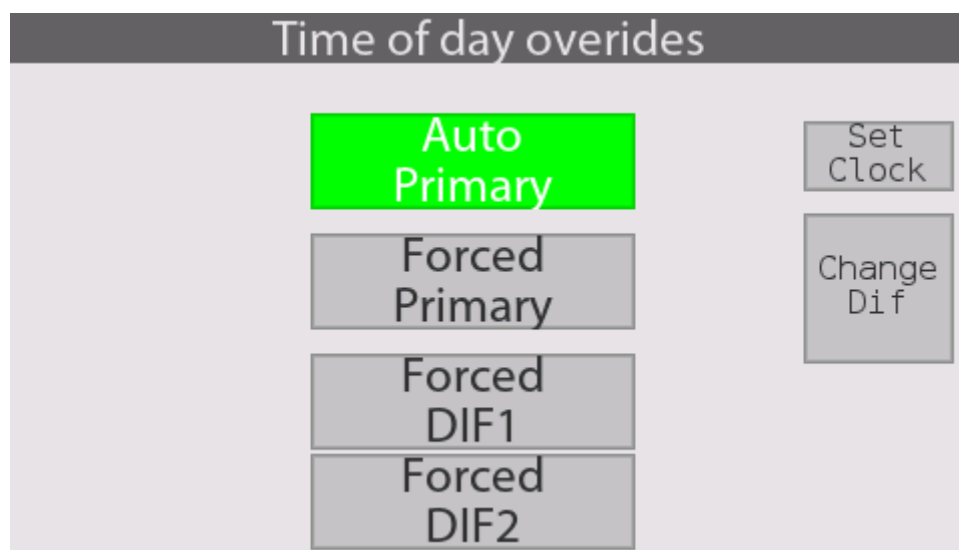 Time of day overides
Auto
Primary
Set
Clock
Forced
Primary
Change
Dif
Forced
DIF1
Forced
DIF2